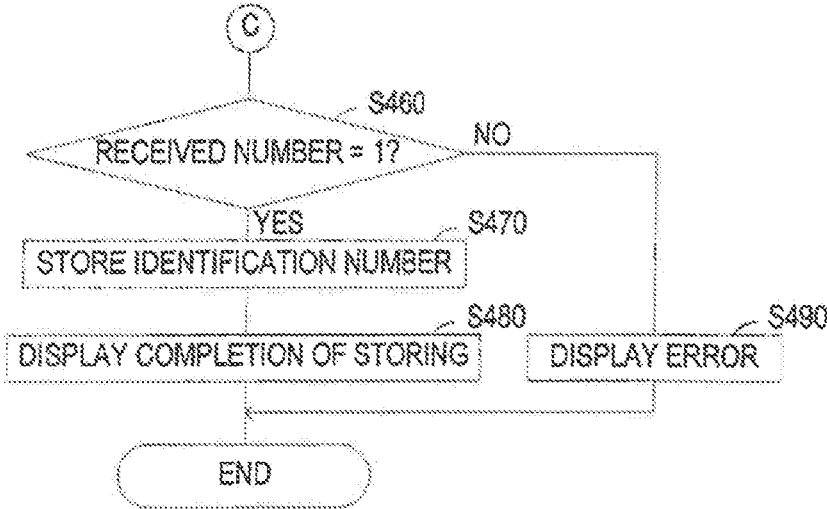 C
S460
RECEIVED NUMBER = 1?
NO
YES
S470
STORE IDENTIFICATION NUMBER
S480
DISPLAY COMPLETION OF STORING
S490
DISPLAY ERROR
END